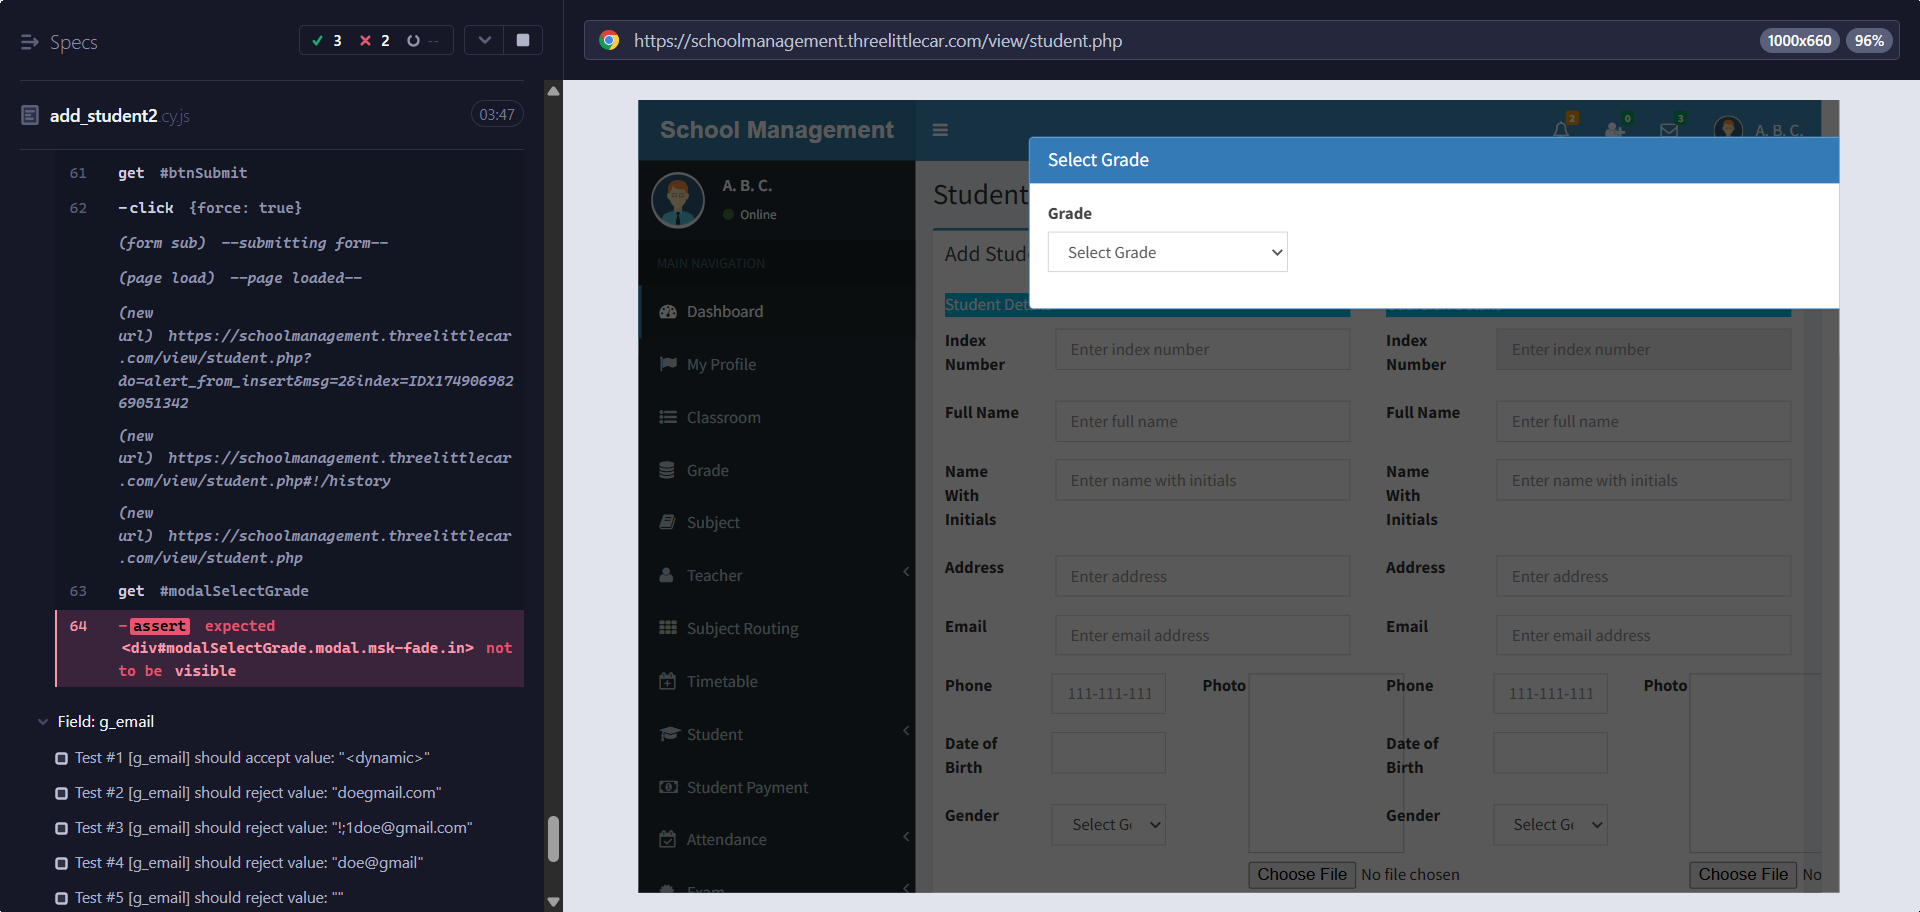 Specs
3
2
--
https://schoolmanagement.threelittlecar.com/view/student.php
1000x660
96%
add_student2.cy.js
03:47
61 get #btnSubmit
62 -click {force: true}
(form sub) --submitting form--
(page load) --page loaded--
(new
url) https://schoolmanagement.threelittlecar
.com/view/student.php?
do=alert_from_insert&msg=2&index=IDX174906982
69051342
(new
url) https://schoolmanagement.threelittlecar
.com/view/student.php#!/history
(new
url) https://schoolmanagement.threelittlecar
.com/view/student.php
63 get #modalSelectGrade
64 -assert expected
<div#modalSelectGrade.modal.msk-fade.in> not
to be visible
Field: g_email
Test #1 [g_email] should accept value: "<dynamic>"
Test #2 [g_email] should reject value: "doegmail.com"
Test #3 [g_email] should reject value: "!;1doe@gmail.com"
Test #4 [g_email] should reject value: "doe@gmail"
Test #5 [g_email] should reject value: ""
School Management
2
0
3
A. B. C.
A. B. C.
Online
MAIN NAVIGATION
Dashboard
My Profile
Classroom
Grade
Subject
Teacher
Subject Routing
Timetable
Student
Student Payment
Attendance
Exam
Select Grade
Grade
Select Grade
Student
Add Stud
Student Det
Index
Number
Enter index number
Full Name
Enter full name
Name
With
Initials
Enter name with initials
Address
Enter address
Email
Enter email address
Phone
111-111-111
Photo
Date of
Birth
Gender
Select Ge
Choose File No file chosen
Index
Number
Enter index number
Full Name
Enter full name
Name
With
Initials
Enter name with initials
Address
Enter address
Email
Enter email address
Phone
111-111-111
Photo
Date of
Birth
Gender
Select Ge
Choose File No